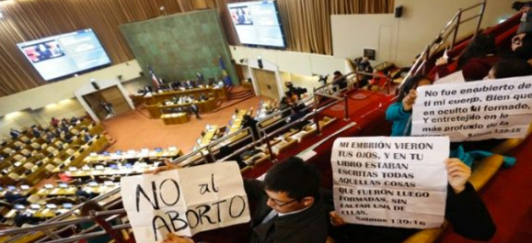 NO al
ABORTO
MI EMBRIÓN VIERON
TUS OJOS, Y EN TU
LIBRO ESTABAN
ESCRITAS TODAS
AQUELLAS COSAS
QUE FUERON LUEGO
FORMADAS, SIN
FALTAR UNA DE
ELLAS.
Salmos 139:16
No fue encubierto de
ti mi cuerpo, Bien que
en oculto fui formado
y entretejido en lo mas
profundo de la